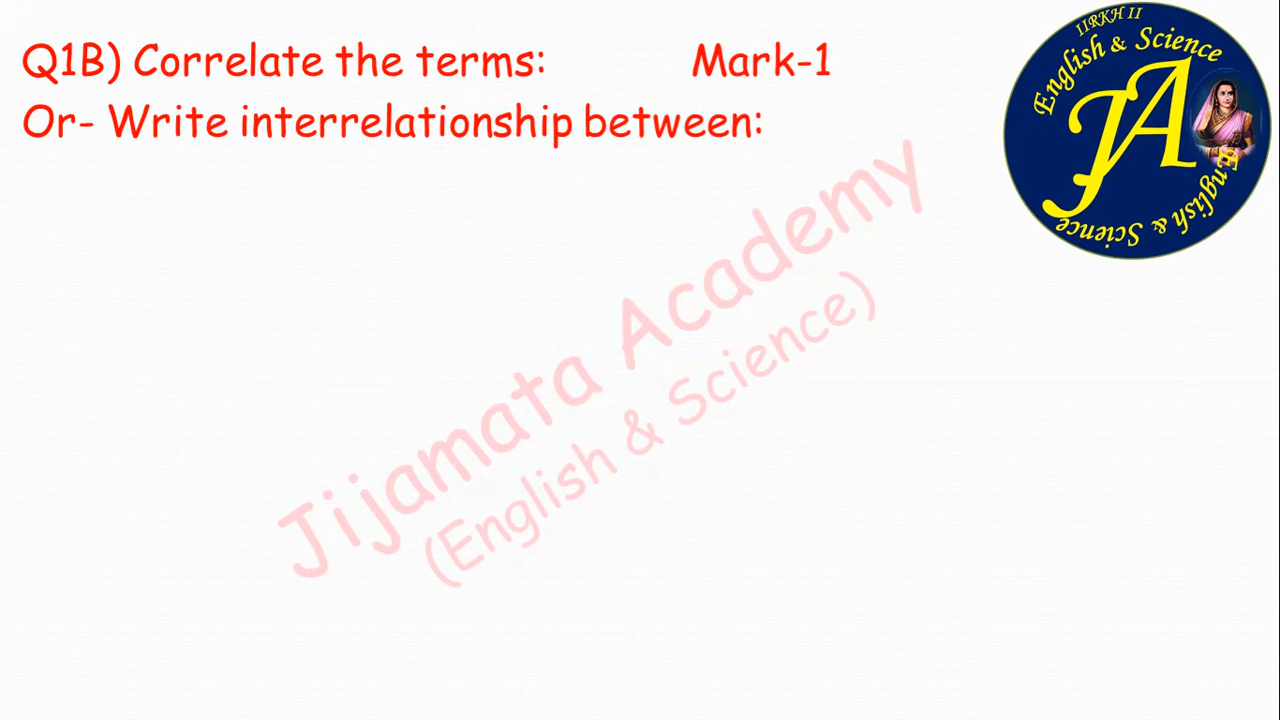 Q1B) Correlate the terms: Mark-1
Or- Write interrelationship between:
IIRKH II
English & Science
JA
English & Science
Jijamata Academy
(English & Science)